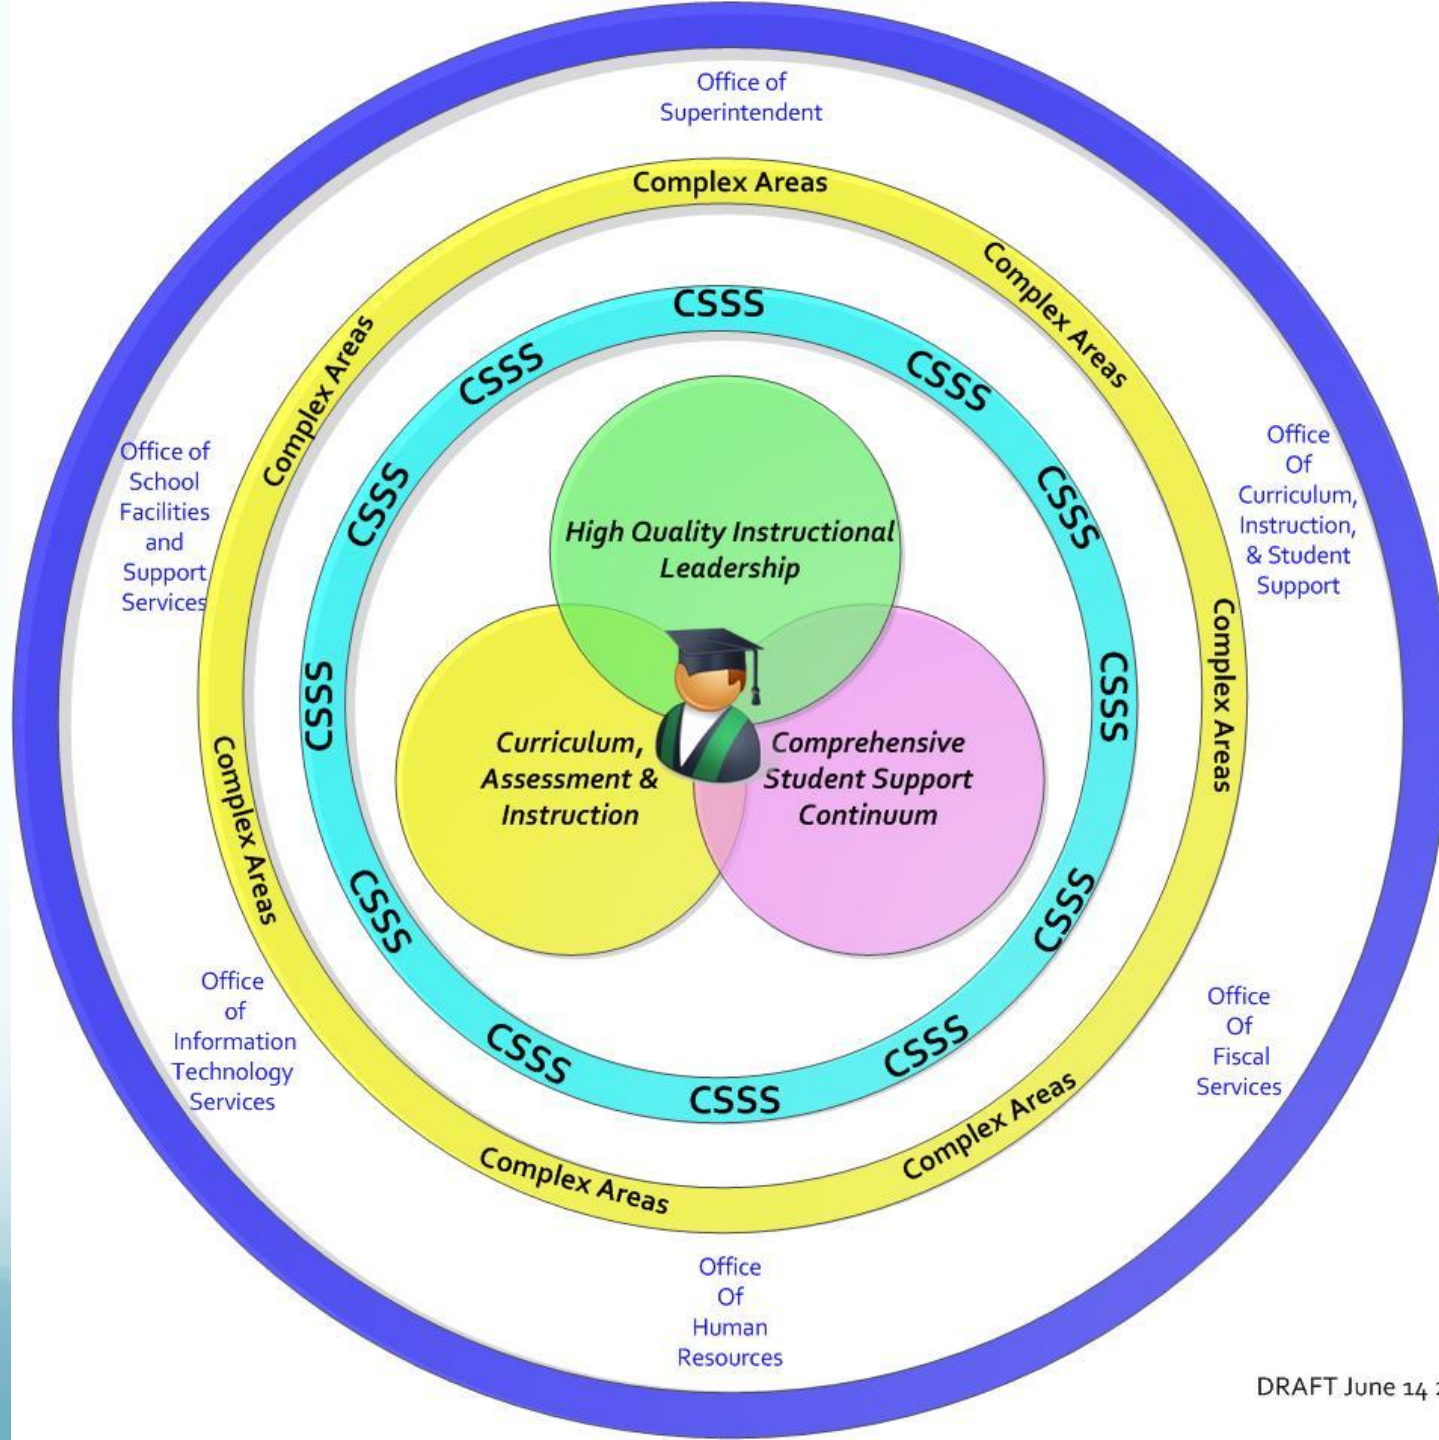 Office of
Superintendent
Complex Areas
Complex Areas
Complex Areas
CSSS
CSSS
CSSS
Office of
School
Facilities
and
Support
Services
Office
Of
Curriculum,
Instruction,
& Student
Support
CSSS
CSSS
High Quality Instructional
Leadership
Complex Areas
CSSS
CSSS
Complex Areas
Curriculum,
Assessment &
Instruction
Comprehensive
Student Support
Continuum
CSSS
CSSS
Office
of
Information
Technology
Services
Office
Of
Fiscal
Services
CSSS
CSSS
CSSS
Complex Areas
Complex Areas
Office
Of
Human
Resources
DRAFT June 14